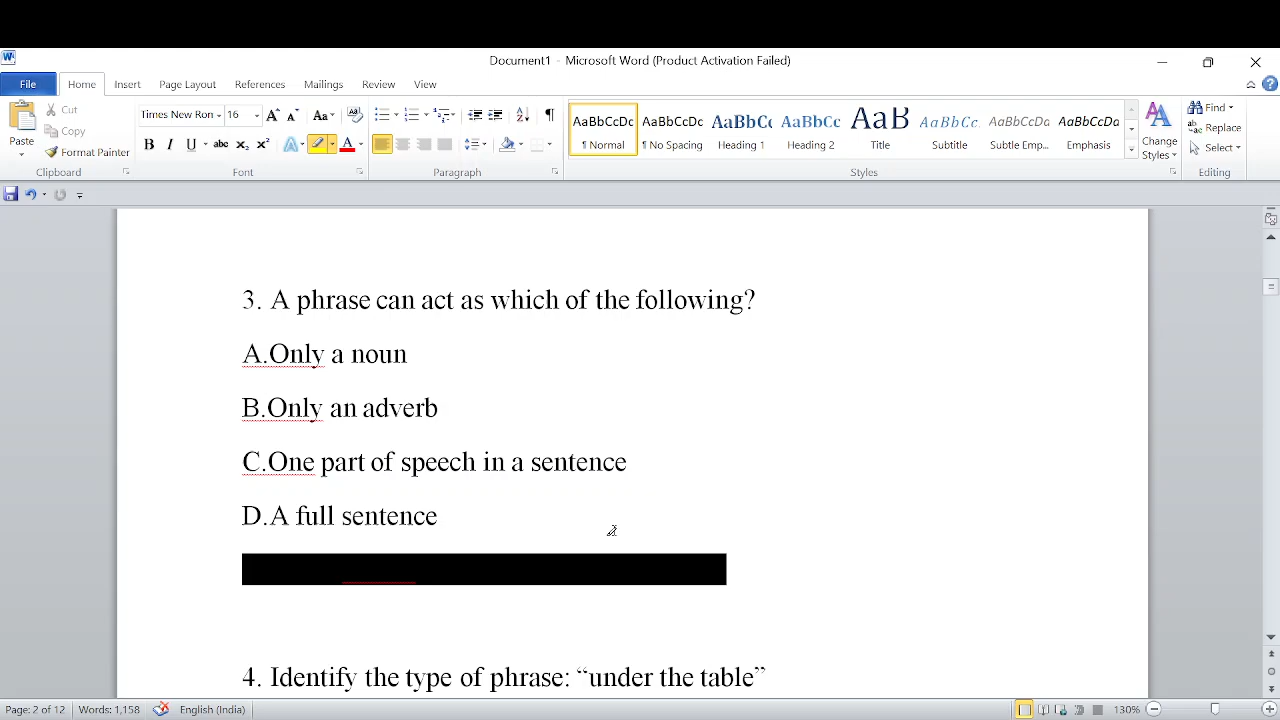 Document1 - Microsoft Word (Product Activation Failed)
File Home Insert Page Layout References Mailings Review View
Paste
Cut
Copy
Format Painter
Clipboard
Times New Ron 16
Font
Paragraph
AaBbCcDc ¶ Normal
AaBbCcDc ¶ No Spacing
AaBbCc Heading 1
AaBbCc Heading 2
AaB Title
AaBbCc. Subtitle
AaBbCcDc Subtle Emp...
AaBbCcDc Emphasis
Change Styles
Styles
Find
Replace
Select
Editing
3. A phrase can act as which of the following?
A.Only a noun
B.Only an adverb
C.One part of speech in a sentence
D.A full sentence
4. Identify the type of phrase: “under the table”
Page: 2 of 12 Words: 1,158 English (India) 130%